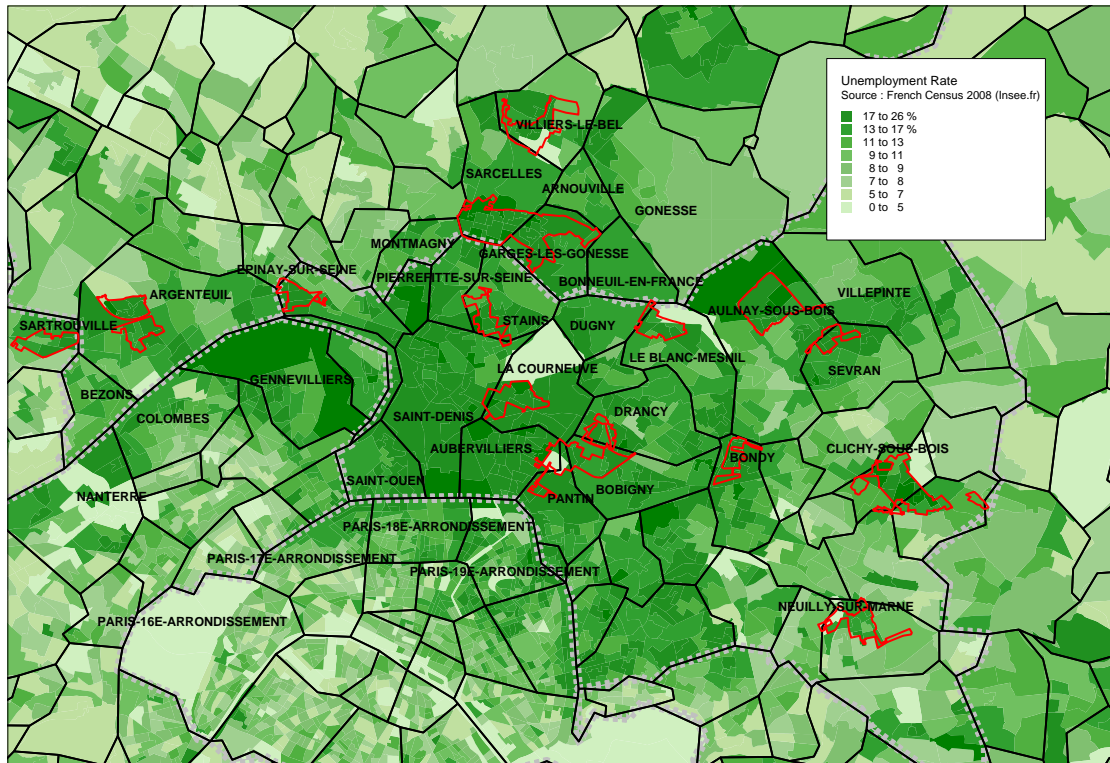 Unemployment Rate
Source : French Census 2008 (Insee.fr)
17 to 26 %
13 to 17 %
11 to 13
9 to 11
8 to 9
7 to 8
5 to 7
0 to 5
VILLIERS-LE-BEL
SARCELLES
ARNOUVILLE
GONESSE
MONTMAGNY
GARGES-LES-GONESSE
EPINAY-SUR-SEINE
PIERREFITTE-SUR-SEINE
BONNEUIL-EN-FRANCE
ARGENTEUIL
VILLEPINTE
AULNAY-SOUS-BOIS
SARTROUVILLE
STAINS
DUGNY
LE BLANC-MESNIL
LA COURNEUVE
SEVRAN
GENNEVILLIERS
BEZONS
COLOMBES
SAINT-DENIS
DRANCY
AUBERVILLIERS
CLICHY-SOUS-BOIS
BONDY
SAINT-OUEN
BOBIGNY
NANTERRE
PANTIN
PARIS-18E-ARRONDISSEMENT
PARIS-17E-ARRONDISSEMENT
PARIS-19E-ARRONDISSEMENT
NEUILLY-SUR-MARNE
PARIS-16E-ARRONDISSEMENT